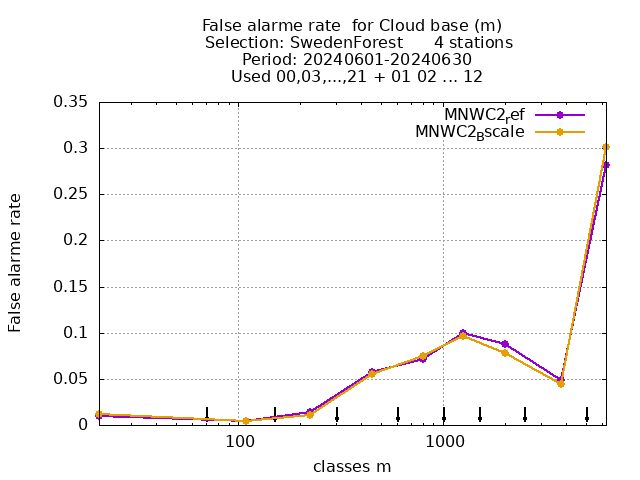 False alarme rate  for Cloud base (m)
Selection: SwedenForest      4 stations
Period: 20240601-20240630
Used 00,03,...,21 + 01 02 ... 12
MNWC2ref
MNWC2Bscale
0.35
0.3
0.25
0.2
0.15
0.1
0.05
0
False alarme rate
100
1000
classes m